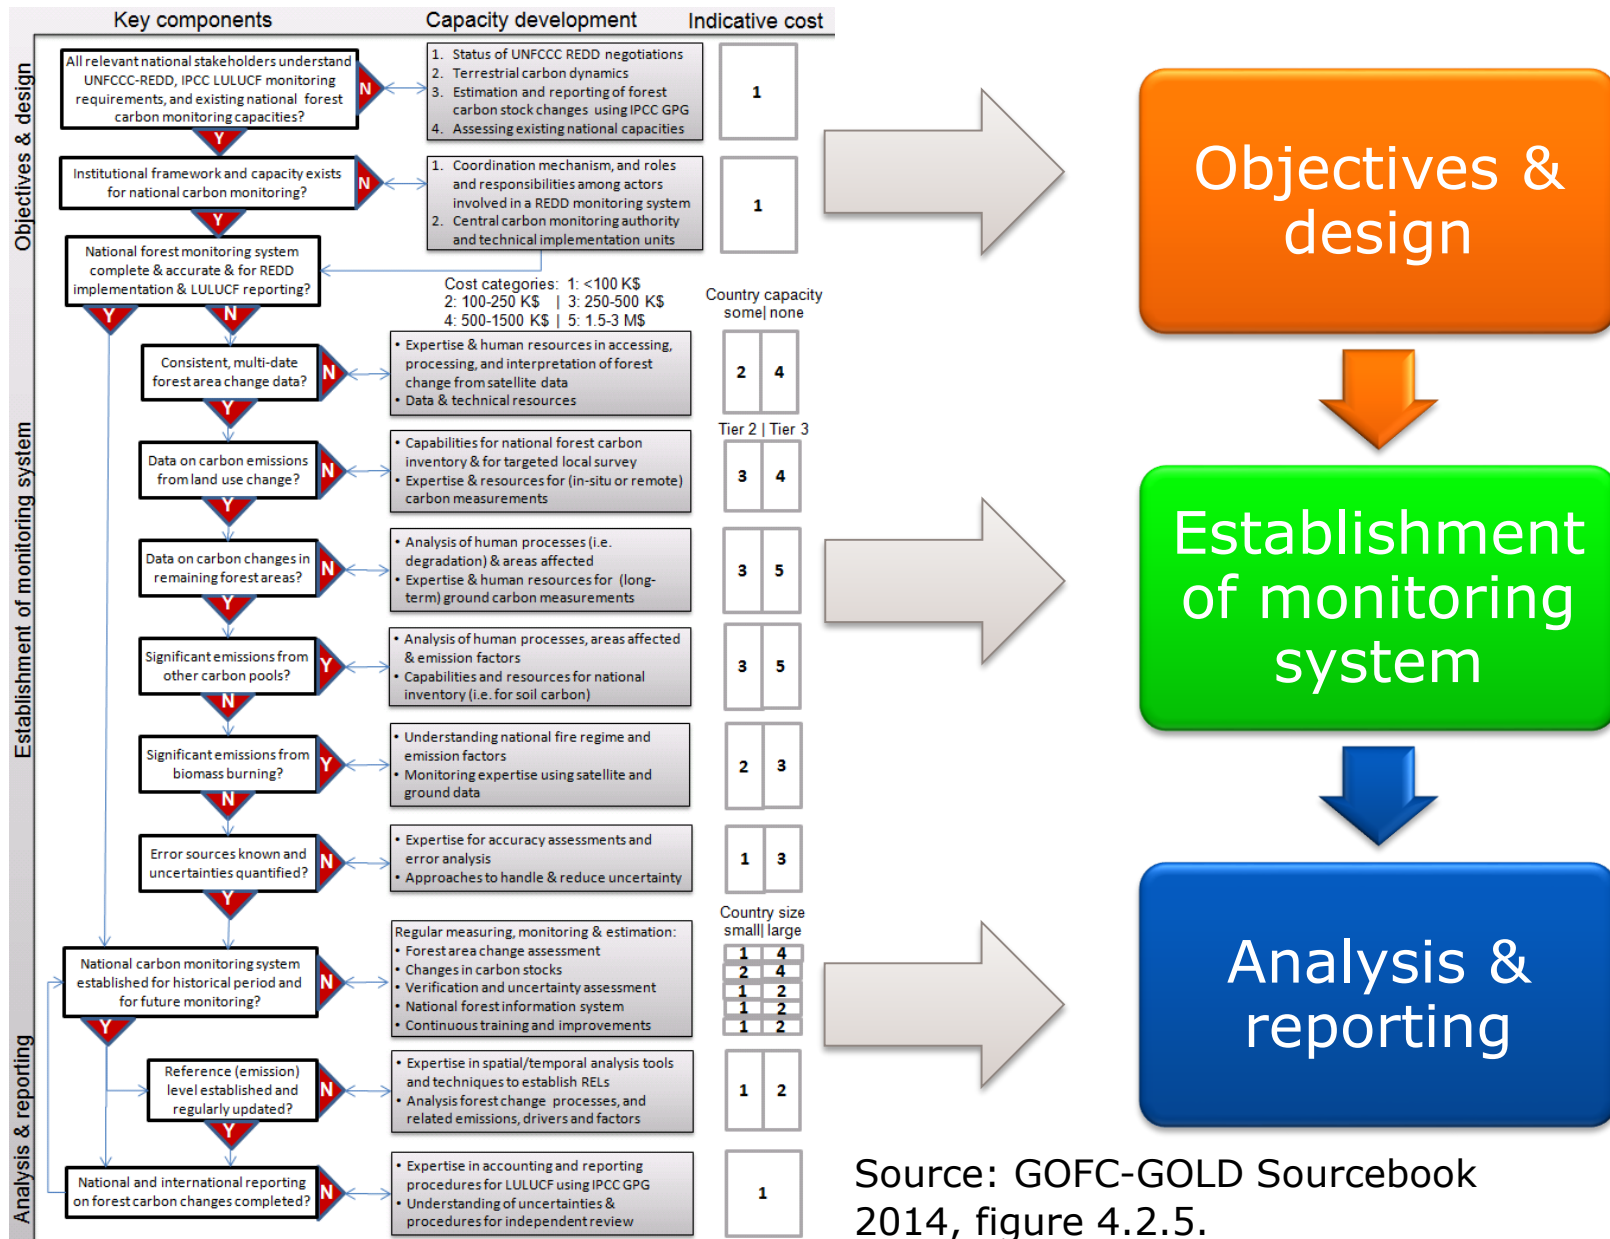 Key components
Capacity development
Indicative cost
Objectives & design
All relevant national stakeholders understand
UNFCCC-REDD, IPCC LULUCF monitoring
requirements, and existing national forest
carbon monitoring capacities?
N
Y
1. Status of UNFCCC REDD negotiations
2. Terrestrial carbon dynamics
3. Estimation and reporting of forest
carbon stock changes using IPCC GPG
4. Assessing existing national capacities
1
Institutional framework and capacity exists
for national carbon monitoring?
N
Y
1. Coordination mechanism, and roles
and responsibilities among actors
involved in a REDD monitoring system
2. Central carbon monitoring authority
and technical implementation units
1
National forest monitoring system
complete & accurate & for REDD
implementation & LULUCF reporting?
Y
N
Cost categories: 1: <100 K$
2: 100-250 K$ | 3: 250-500 K$
4: 500-1500 K$ | 5: 1.5-3 M$
Country capacity
some| none
Establishment of monitoring system
Consistent, multi-date
forest area change data?
N
Y
• Expertise & human resources in accessing,
processing, and interpretation of forest
change from satellite data
• Data & technical resources
2 4
Tier 2 | Tier 3
Data on carbon emissions
from land use change?
N
Y
• Capabilities for national forest carbon
inventory & for targeted local survey
• Expertise & resources for (in-situ or remote)
carbon measurements
3 4
Data on carbon changes in
remaining forest areas?
N
Y
• Analysis of human processes (i.e.
degradation) & areas affected
• Expertise & human resources for (long-
term) ground carbon measurements
3 5
Significant emissions from
other carbon pools?
Y
N
• Analysis of human processes, areas affected
& emission factors
• Capabilities and resources for national
inventory (i.e. for soil carbon)
3 5
Significant emissions from
biomass burning?
Y
N
• Understanding national fire regime and
emission factors
• Monitoring expertise using satellite and
ground data
2 3
Error sources known and
uncertainties quantified?
N
Y
• Expertise for accuracy assessments and
error analysis
• Approaches to handle & reduce uncertainty
1 3
Country size
small| large
National carbon monitoring system
established for historical period and
for future monitoring?
N
Y
Regular measuring, monitoring & estimation:
• Forest area change assessment
• Changes in carbon stocks
• Verification and uncertainty assessment
• National forest information system
• Continuous training and improvements
1 4
2 4
1 2
1 2
1 2
Analysis & reporting
Reference (emission)
level established and
regularly updated?
N
Y
• Expertise in spatial/temporal analysis tools
and techniques to establish RELs
• Analysis forest change processes, and
related emissions, drivers and factors
1 2
National and international reporting
on forest carbon changes completed?
N
• Expertise in accounting and reporting
procedures for LULUCF using IPCC GPG
• Understanding of uncertainties &
procedures for independent review
1
Objectives &
design
Establishment
of monitoring
system
Analysis &
reporting
Source: GOFC-GOLD Sourcebook
2014, figure 4.2.5.